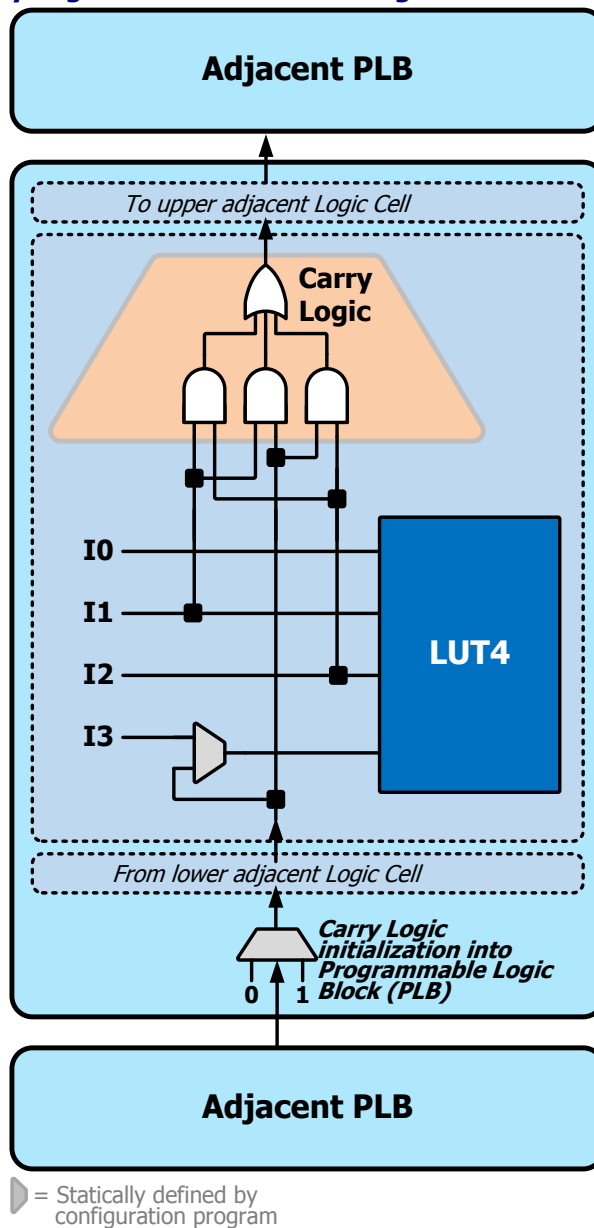 Adjacent PLB
To upper adjacent Logic Cell
Carry
Logic
I0
I1
LUT4
I2
I3
From lower adjacent Logic Cell
Carry Logic
initialization into
Programmable Logic
Block (PLB)
0 1
Adjacent PLB
= Statically defined by
configuration program